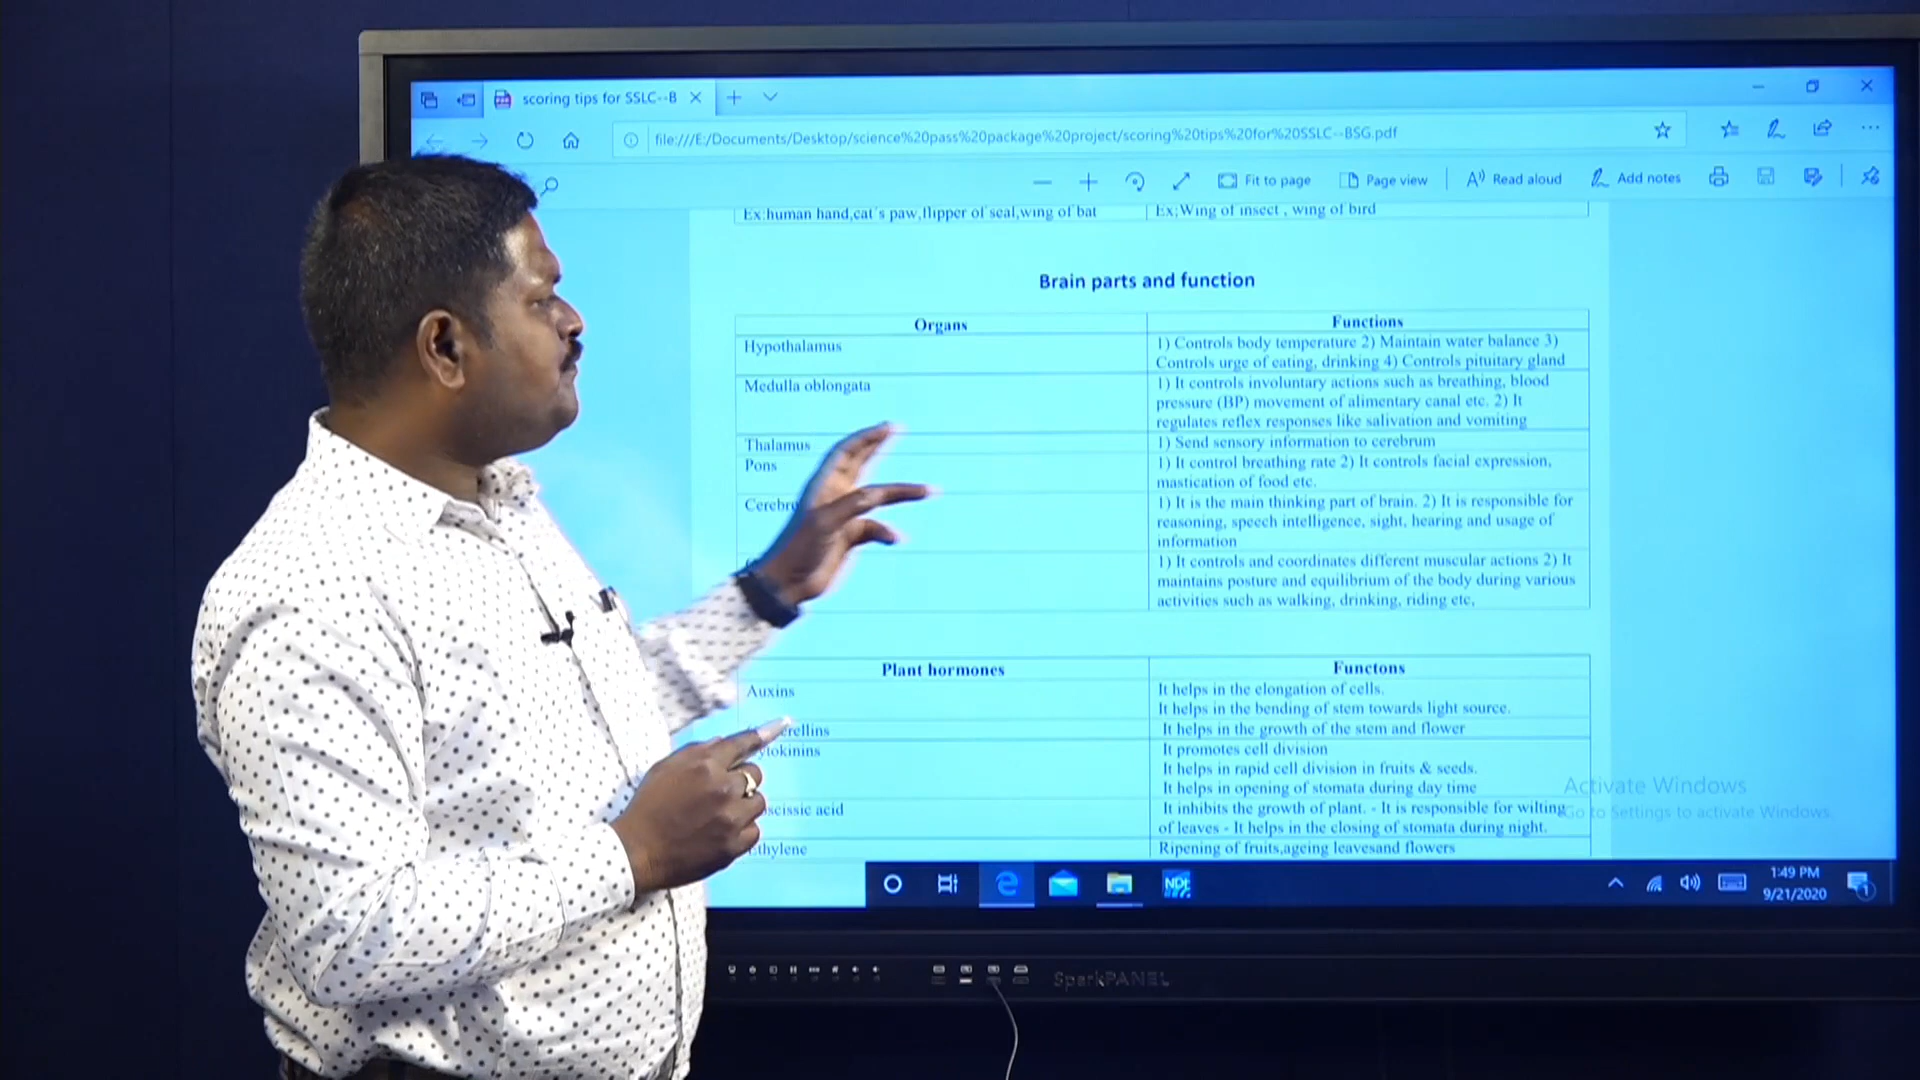 scoring tips for SSLC--B
file:///E:/Documents/Desktop/science%20pass%20package%20project/scoring%20tips%20for%20SSLC--BSG.pdf
Fit to page
Page view
Read aloud
Add notes
Ex:human hand,cat's paw,flipper of seal,wing of bat
Ex;Wing of insect , wing of bird
Brain parts and function
Organs
Functions
Hypothalamus
1) Controls body temperature 2) Maintain water balance 3)
Controls urge of eating, drinking 4) Controls pituitary gland
Medulla oblongata
1) It controls involuntary actions such as breathing, blood
pressure (BP) movement of alimentary canal etc. 2) It
regulates reflex responses like salivation and vomiting
Thalamus
1) Send sensory information to cerebrum
Pons
1) It control breathing rate 2) It controls facial expression,
mastication of food etc.
Cerebr
1) It is the main thinking part of brain. 2) It is responsible for
reasoning, speech intelligence, sight, hearing and usage of
information
1) It controls and coordinates different muscular actions 2) It
maintains posture and equilibrium of the body during various
activities such as walking, drinking, riding etc,
Plant hormones
Functons
Auxins
It helps in the elongation of cells.
It helps in the bending of stem towards light source.
erellins
It helps in the growth of the stem and flower
ytokinins
It promotes cell division
It helps in rapid cell division in fruits & seeds.
It helps in opening of stomata during day time
scissic acid
It inhibits the growth of plant. - It is responsible for wilting
of leaves - It helps in the closing of stomata during night.
Ethylene
Ripening of fruits,ageing leavesand flowers
Activate Windows
Go to Settings to activate Windows.
1:49 PM
9/21/2020
SparkPANEL